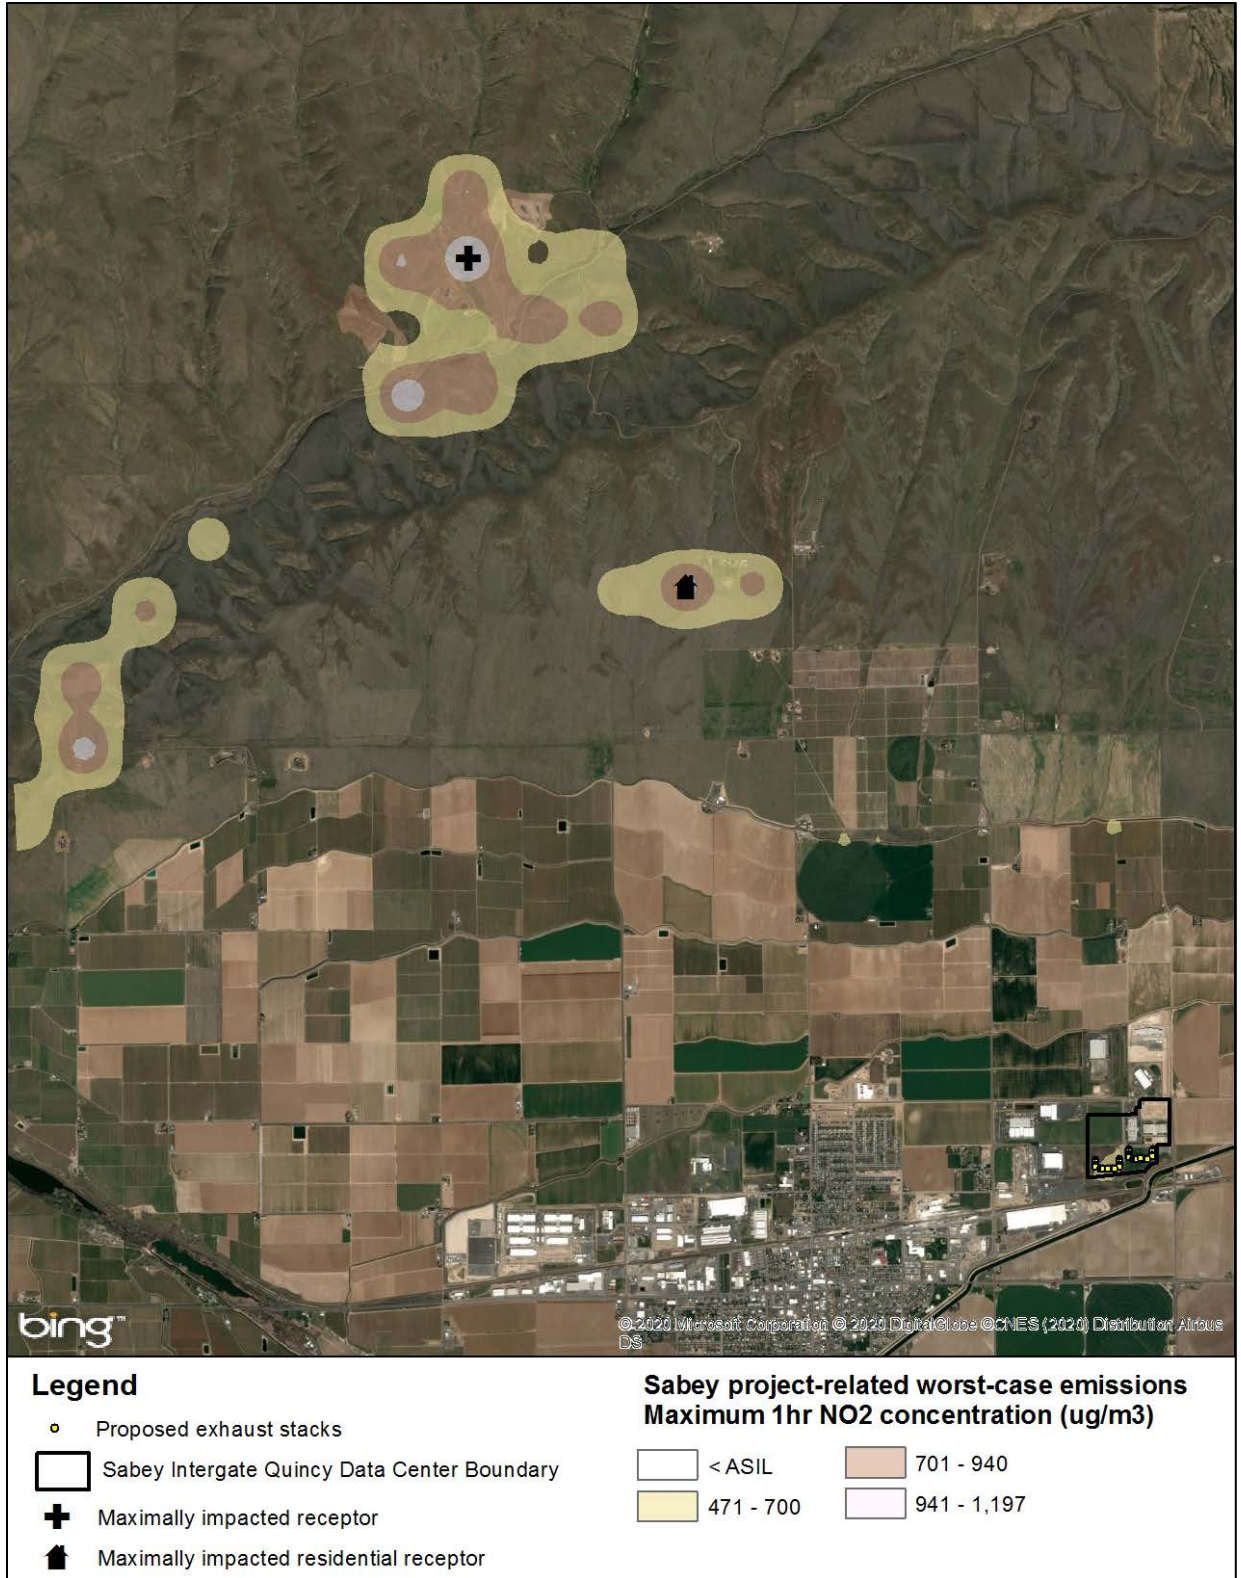 bing™
© 2020 Microsoft Corporation © 2020 DigitalGlobe ©CNES (2020) Distribution Airbus
DS
Legend
Proposed exhaust stacks
Sabey Intergate Quincy Data Center Boundary
Maximally impacted receptor
Maximally impacted residential receptor
Sabey project-related worst-case emissions
Maximum 1hr NO2 concentration (ug/m3)
< ASIL
471 - 700
701 - 940
941 - 1,197